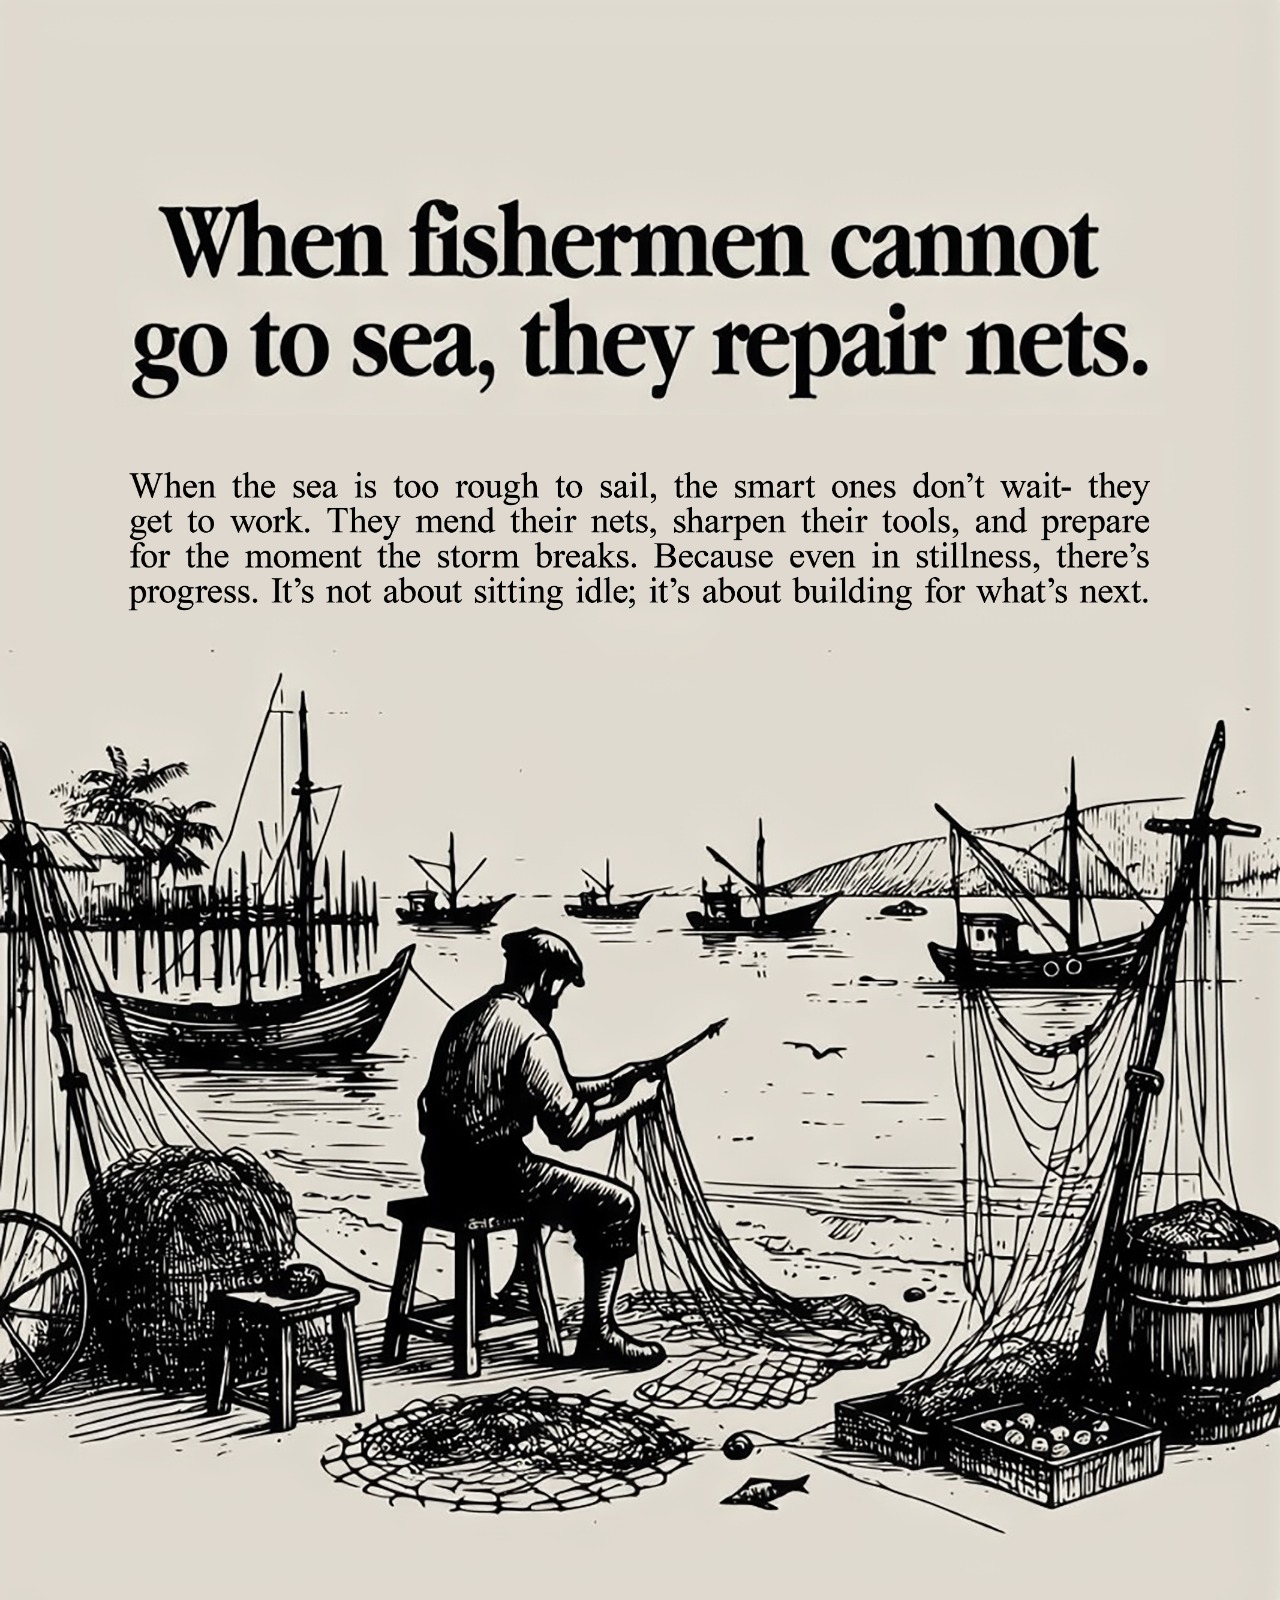 When fishermen cannot
go to sea, they repair nets.
When the sea is too rough to sail, the smart ones don’t wait- they
get to work. They mend their nets, sharpen their tools, and prepare
for the moment the storm breaks. Because even in stillness, there’s
progress. It’s not about sitting idle; it’s about building for what’s next.